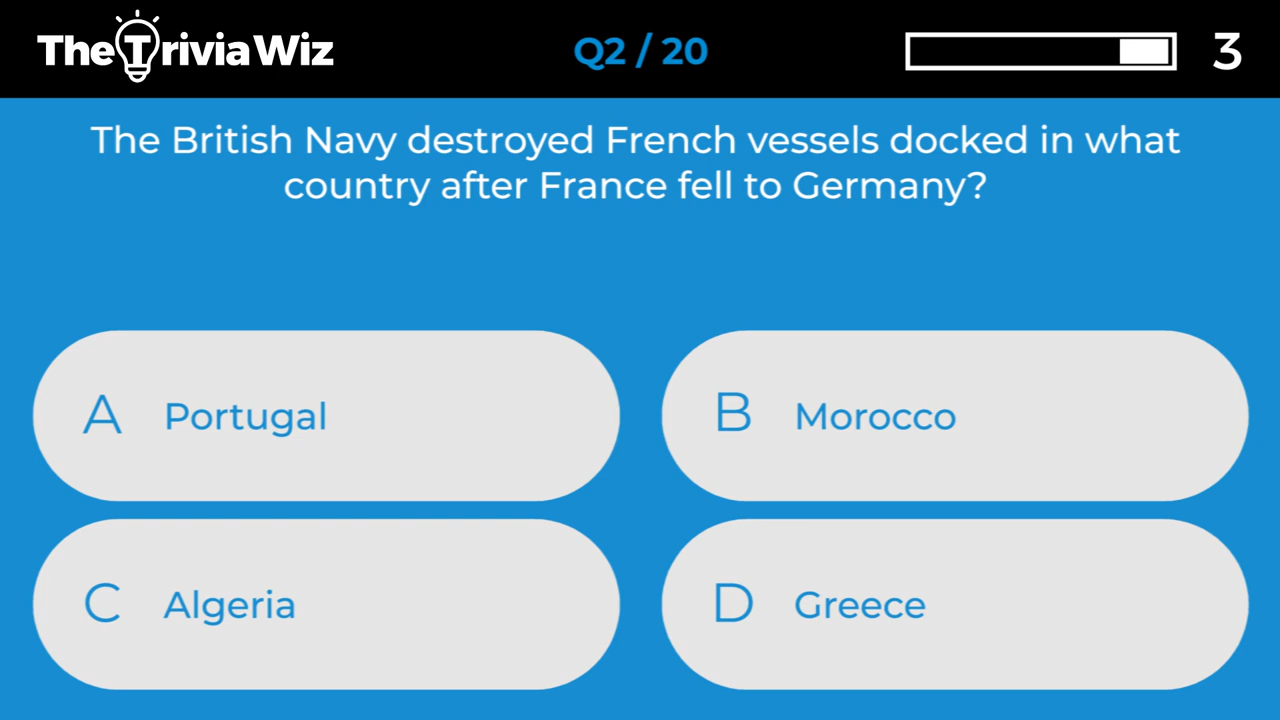 The Trivia Wiz
Q2 / 20
3
The British Navy destroyed French vessels docked in what
country after France fell to Germany?
A Portugal
B Morocco
C Algeria
D Greece